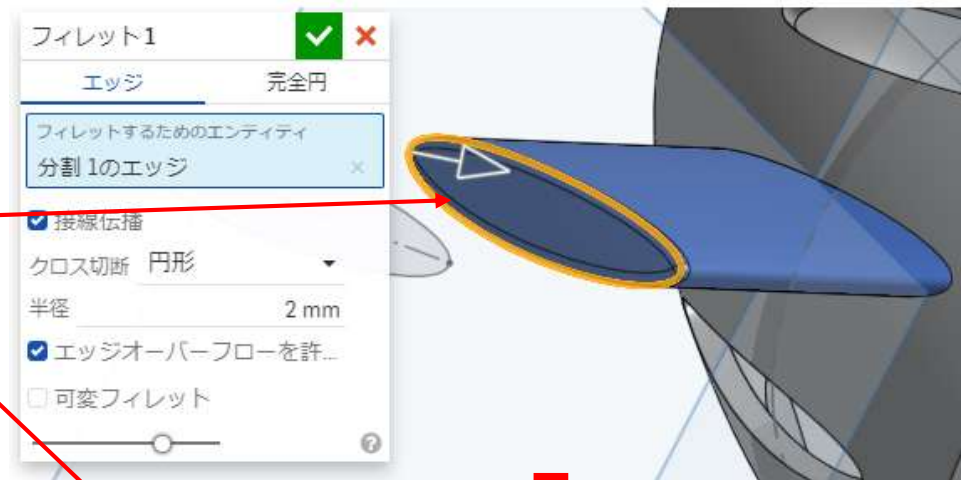 フィレット1
エッジ 完全円
フィレットするためのエンティティ
分割 1のエッジ
接線伝播
クロス切断 円形
半径 2 mm
エッジオーバーフローを許...
可変フィレット